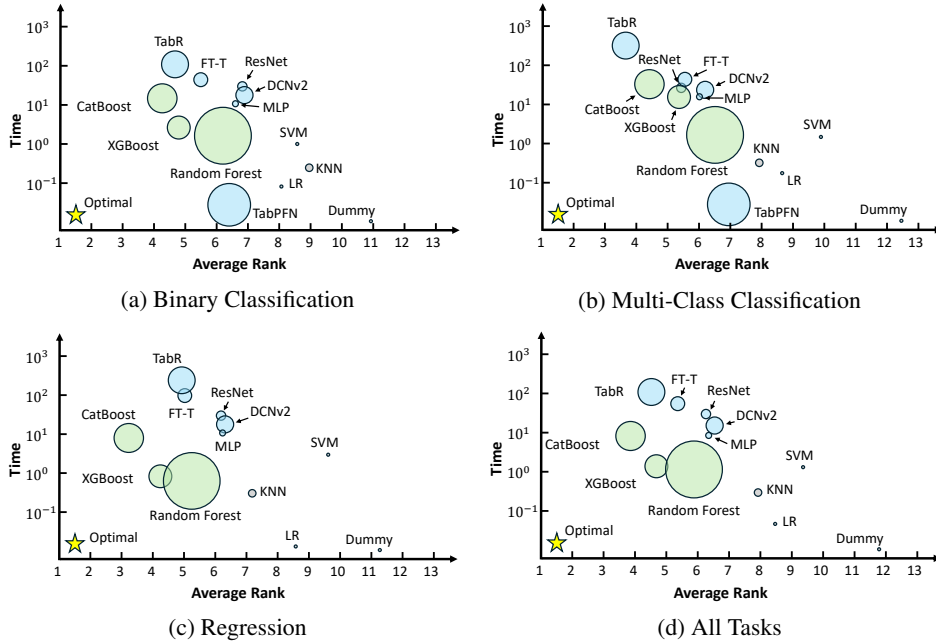 Time
10³
10²
10¹
10⁰
10⁻¹
TabR
FT-T
ResNet
DCNv2
MLP
CatBoost
XGBoost
SVM
KNN
Random Forest
LR
TabPFN
Optimal
Dummy
1 2 3 4 5 6 7 8 9 10 11 12 13
Average Rank
(a) Binary Classification
Time
10³
10²
10¹
10⁰
10⁻¹
TabR
ResNet
FT-T
DCNv2
MLP
CatBoost
XGBoost
SVM
KNN
Random Forest
LR
TabPFN
Optimal
Dummy
1 2 3 4 5 6 7 8 9 10 11 12 13
Average Rank
(b) Multi-Class Classification
Time
10³
10²
10¹
10⁰
10⁻¹
TabR
FT-T
ResNet
DCNv2
MLP
CatBoost
SVM
XGBoost
KNN
Random Forest
Optimal
LR
Dummy
1 2 3 4 5 6 7 8 9 10 11 12 13
Average Rank
(c) Regression
Time
10³
10²
10¹
10⁰
10⁻¹
TabR
FT-T
ResNet
DCNv2
MLP
CatBoost
SVM
XGBoost
KNN
Random Forest
LR
Optimal
Dummy
1 2 3 4 5 6 7 8 9 10 11 12 13
Average Rank
(d) All Tasks